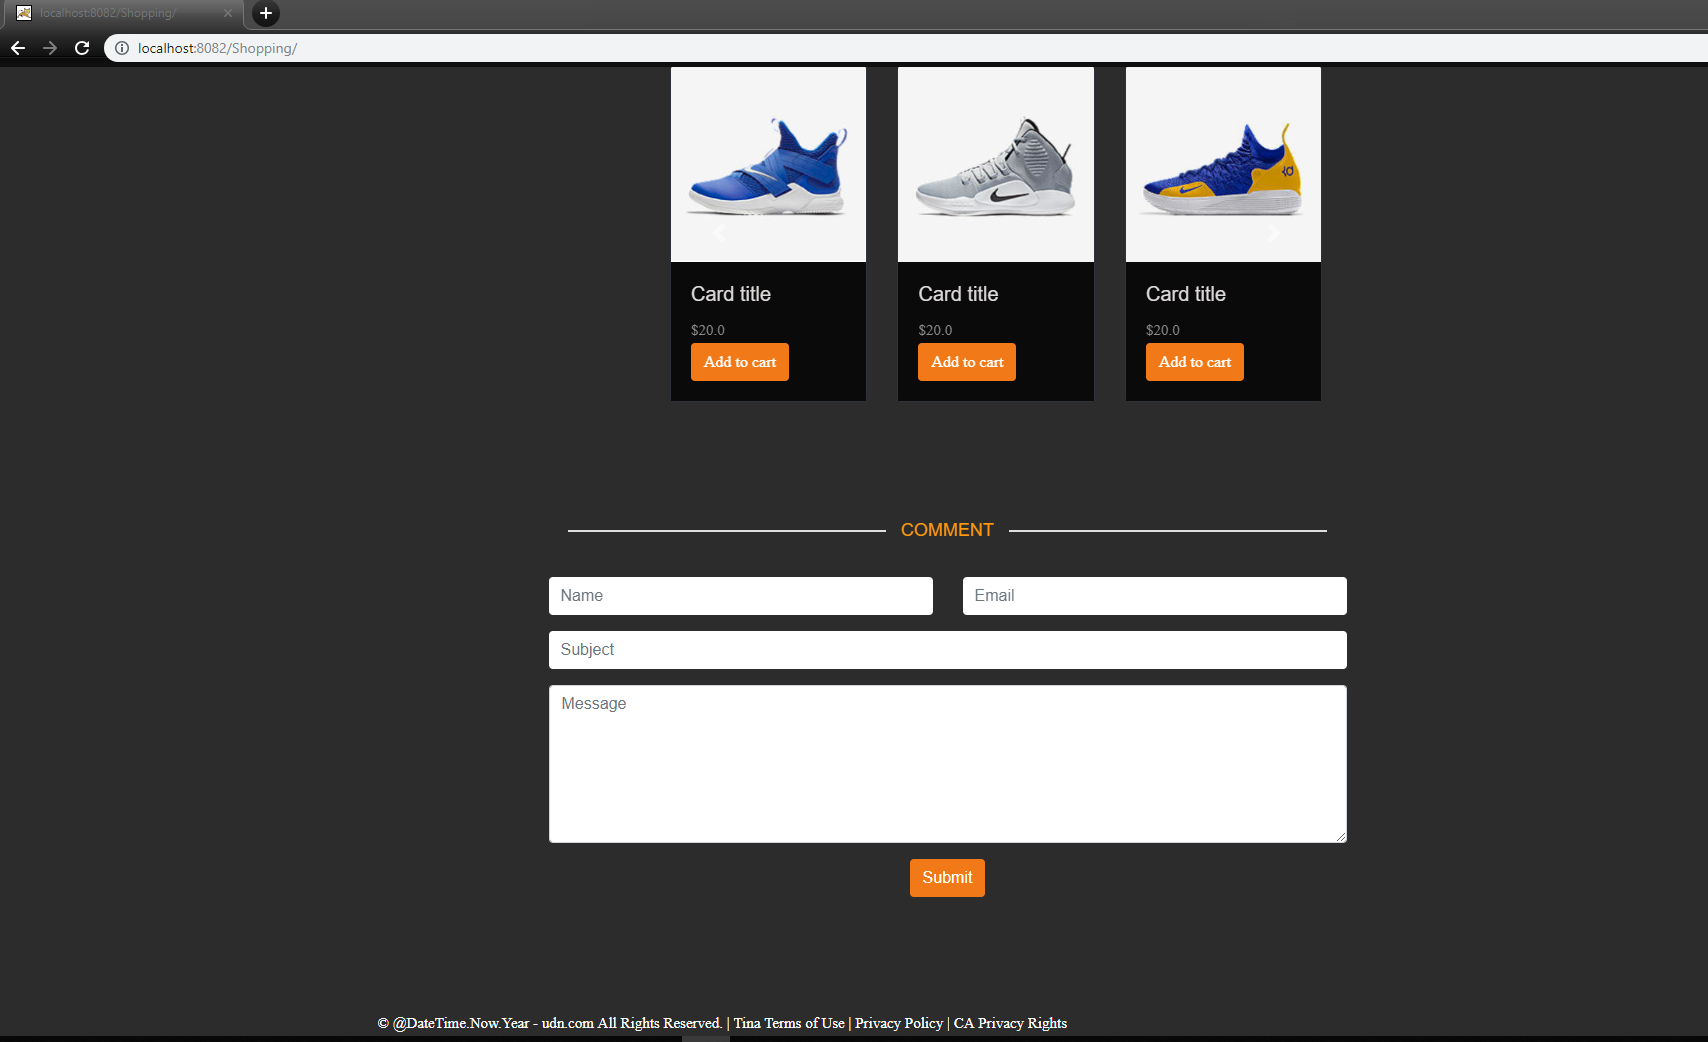 localhost:8082/Shopping/
localhost:8082/Shopping/
Card title
$20.0
Add to cart
Card title
$20.0
Add to cart
Card title
$20.0
Add to cart
COMMENT
Name
Email
Subject
Message
Submit
© @DateTime.Now.Year - udn.com All Rights Reserved. | Tina Terms of Use | Privacy Policy | CA Privacy Rights